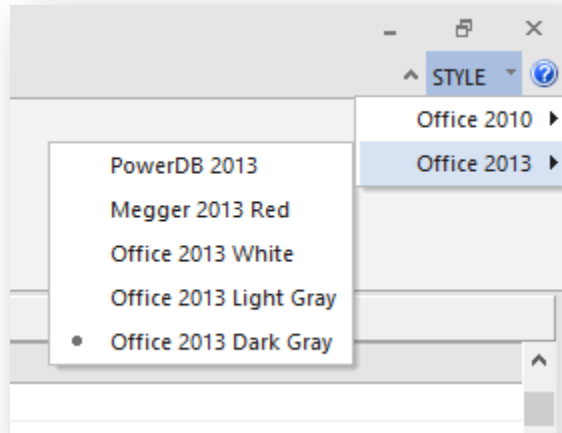 STYLE
Office 2010
Office 2013
PowerDB 2013
Megger 2013 Red
Office 2013 White
Office 2013 Light Gray
Office 2013 Dark Gray